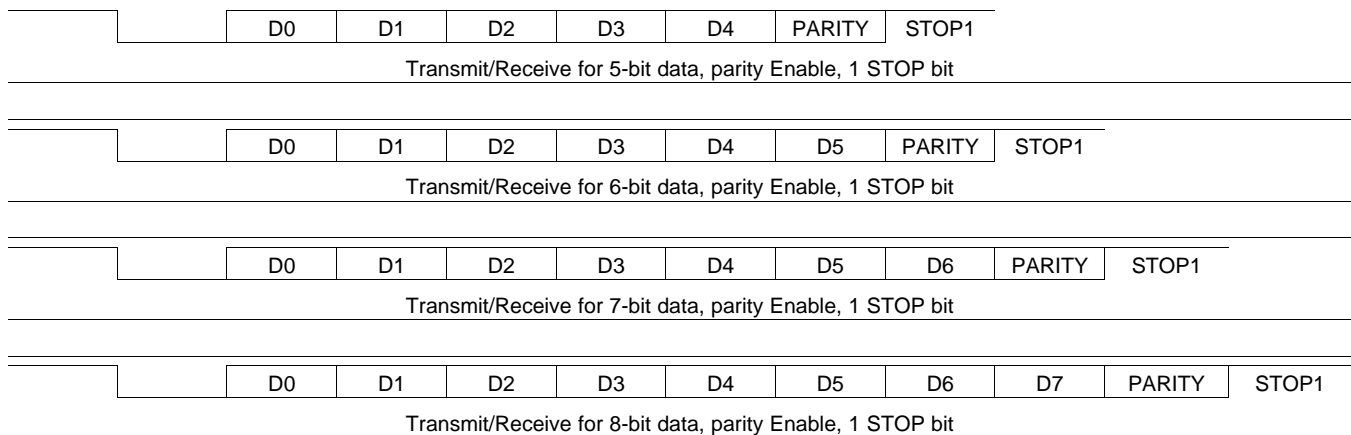 D0 D1 D2 D3 D4 PARITY STOP1
Transmit/Receive for 5-bit data, parity Enable, 1 STOP bit
D0 D1 D2 D3 D4 D5 PARITY STOP1
Transmit/Receive for 6-bit data, parity Enable, 1 STOP bit
D0 D1 D2 D3 D4 D5 D6 PARITY STOP1
Transmit/Receive for 7-bit data, parity Enable, 1 STOP bit
D0 D1 D2 D3 D4 D5 D6 D7 PARITY STOP1
Transmit/Receive for 8-bit data, parity Enable, 1 STOP bit